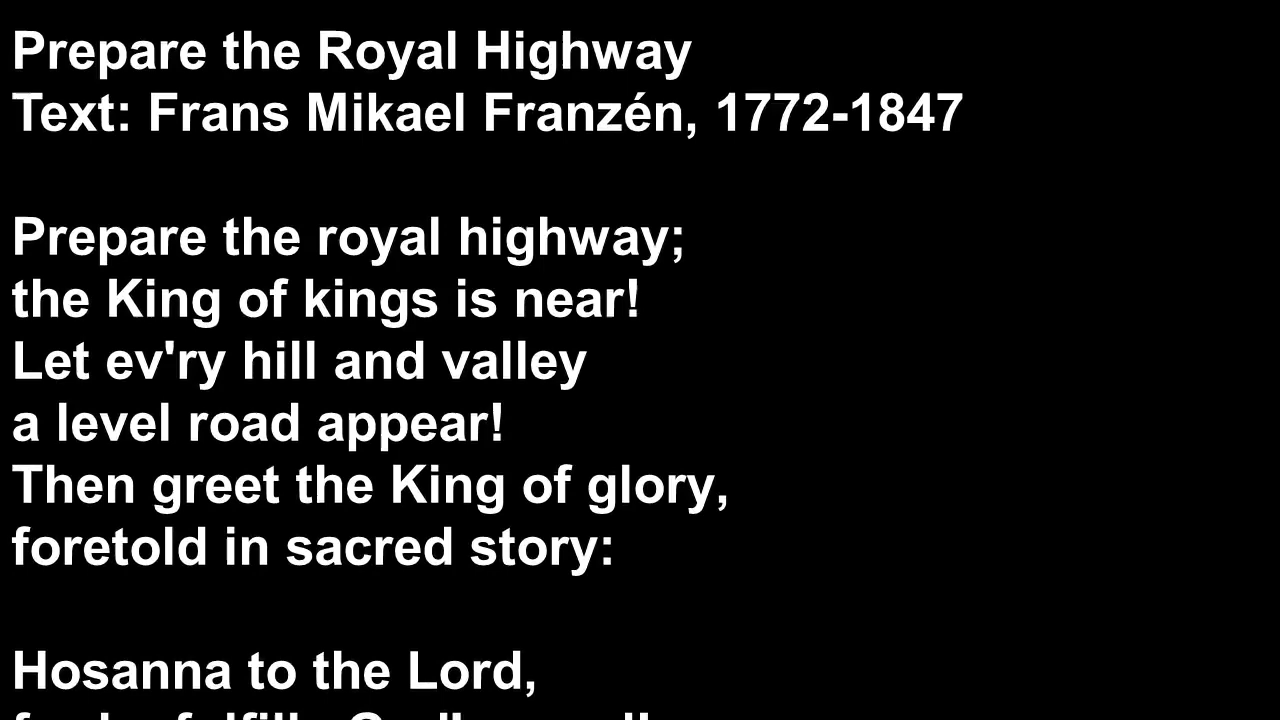 Prepare the Royal Highway
Text: Frans Mikael Franzén, 1772-1847
Prepare the royal highway;
the King of kings is near!
Let ev'ry hill and valley
a level road appear!
Then greet the King of glory,
foretold in sacred story:
Hosanna to the Lord,